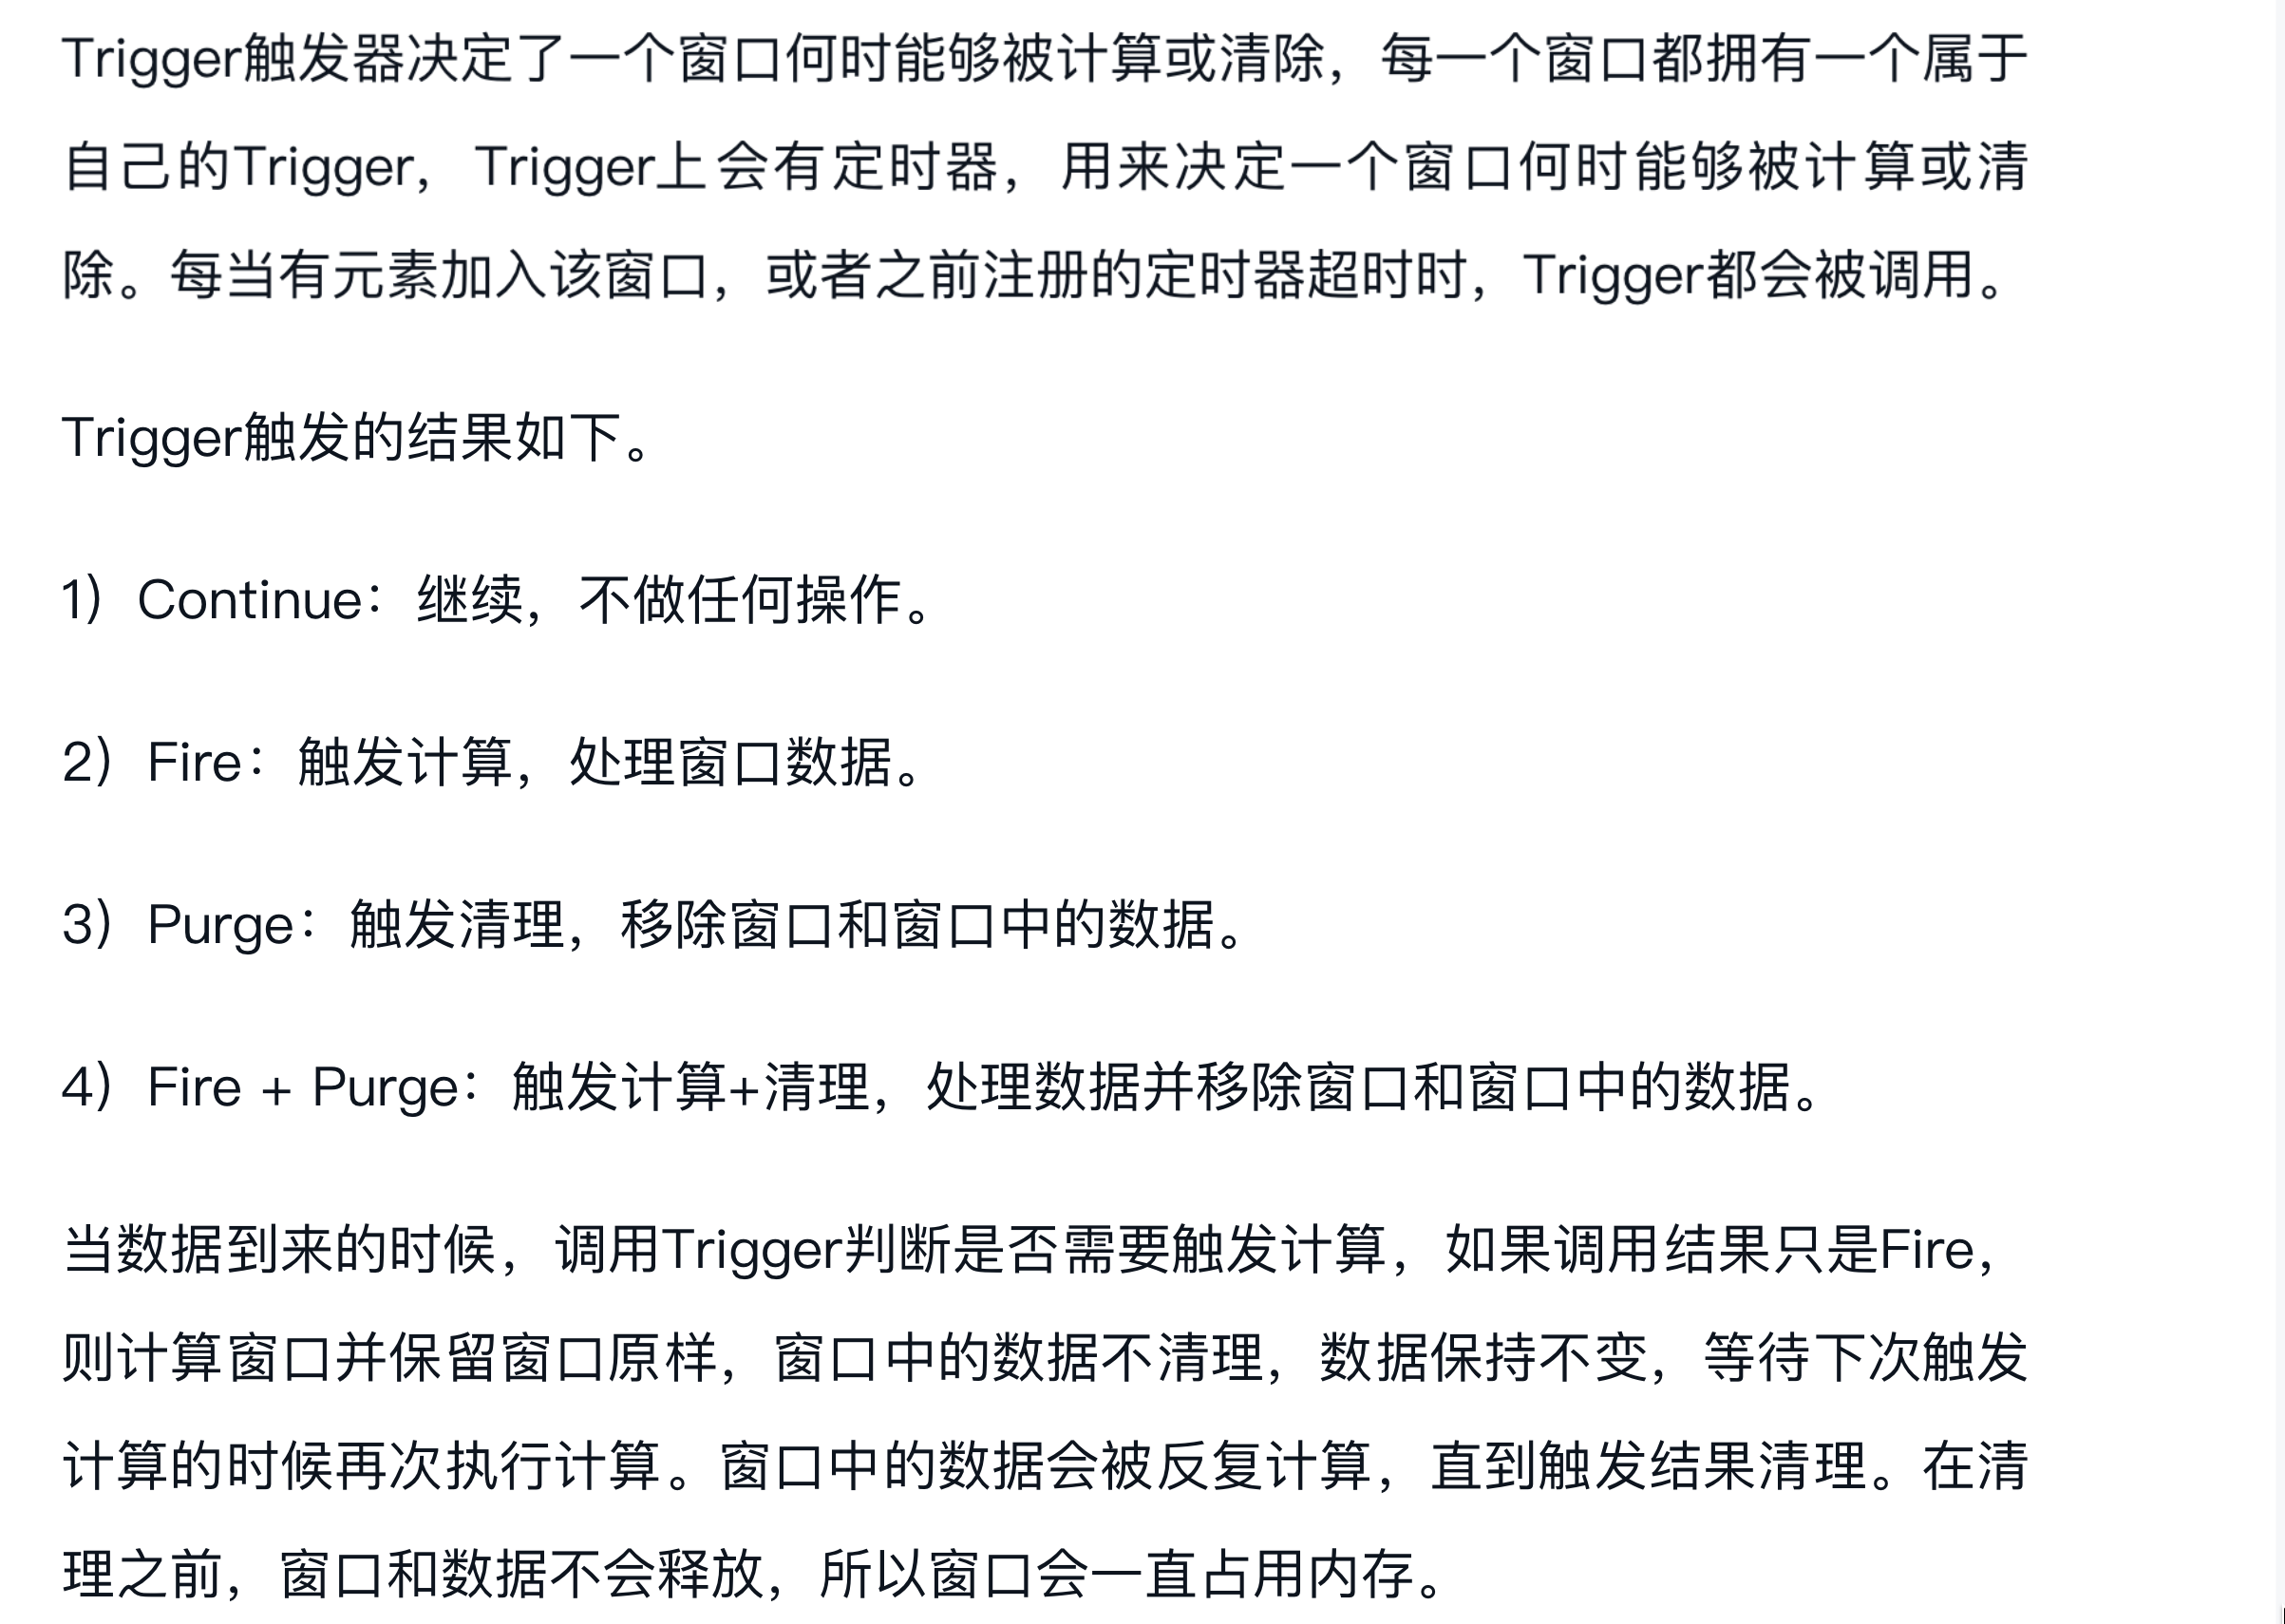 Trigger触发器决定了一个窗口何时能够被计算或清除，每一个窗口都拥有一个属于
自己的Trigger，Trigger上会有定时器，用来决定一个窗口何时能够被计算或清
除。每当有元素加入该窗口，或者之前注册的定时器超时时，Trigger都会被调用。
Trigger触发的结果如下。
1）Continue：继续，不做任何操作。
2）Fire：触发计算，处理窗口数据。
3）Purge：触发清理，移除窗口和窗口中的数据。
4）Fire + Purge：触发计算+清理，处理数据并移除窗口和窗口中的数据。
当数据到来的时候，调用Trigger判断是否需要触发计算，如果调用结果只是Fire，
则计算窗口并保留窗口原样，窗口中的数据不清理，数据保持不变，等待下次触发
计算的时候再次执行计算。窗口中的数据会被反复计算，直到触发结果清理。在清
理之前，窗口和数据不会释放，所以窗口会一直占用内存。